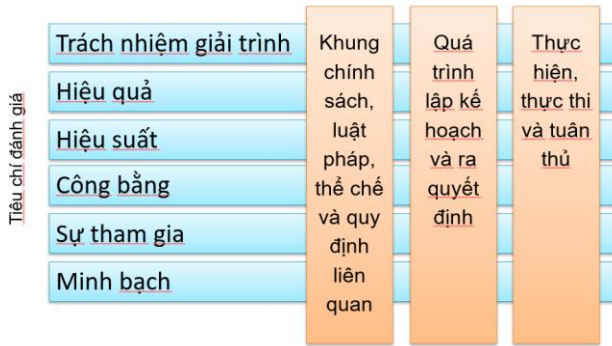 Tiêu chí đánh giá
Trách nhiệm giải trình
Hiệu quả
Hiệu suất
Công bằng
Sự tham gia
Minh bạch
Khung
chính
sách,
luật
pháp,
thể chế
và quy
định
liên
quan
Quá
trình
lập kế
hoạch
và ra
quyết
định
Thực
hiện,
thực thi
và tuân
thủ